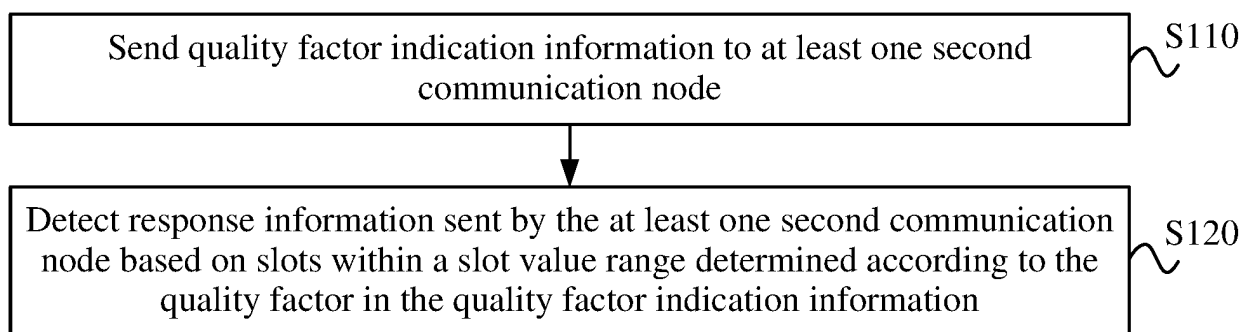 Send quality factor indication information to at least one second
communication node
S110
Detect response information sent by the at least one second communication
node based on slots within a slot value range determined according to the
quality factor in the quality factor indication information
S120